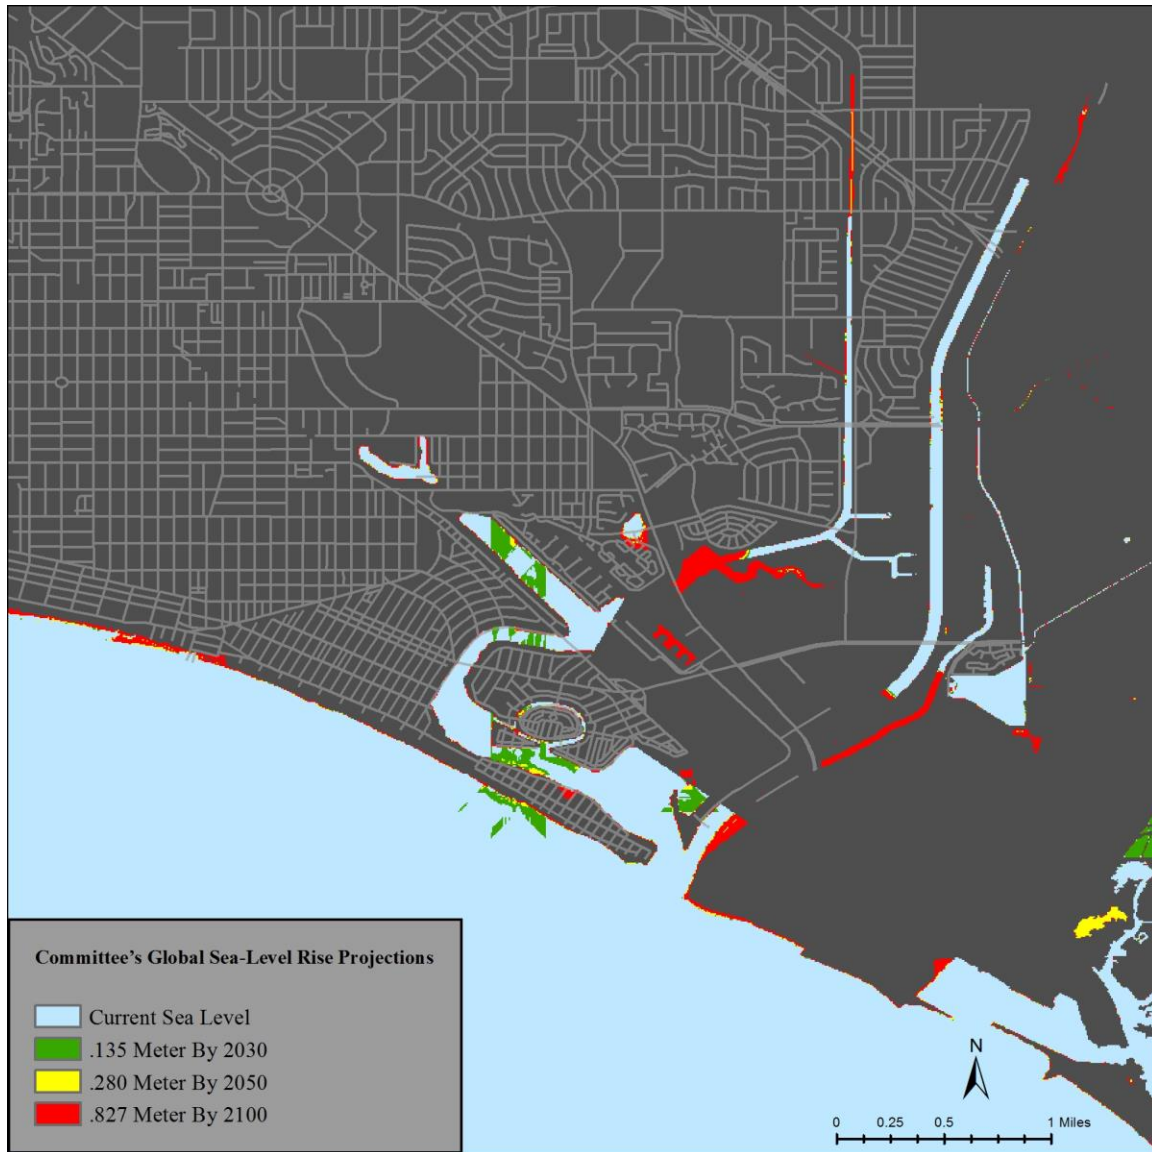 Committee's Global Sea-Level Rise Projections
Current Sea Level
.135 Meter By 2030
.280 Meter By 2050
.827 Meter By 2100
N
0 0.25 0.5 1 Miles